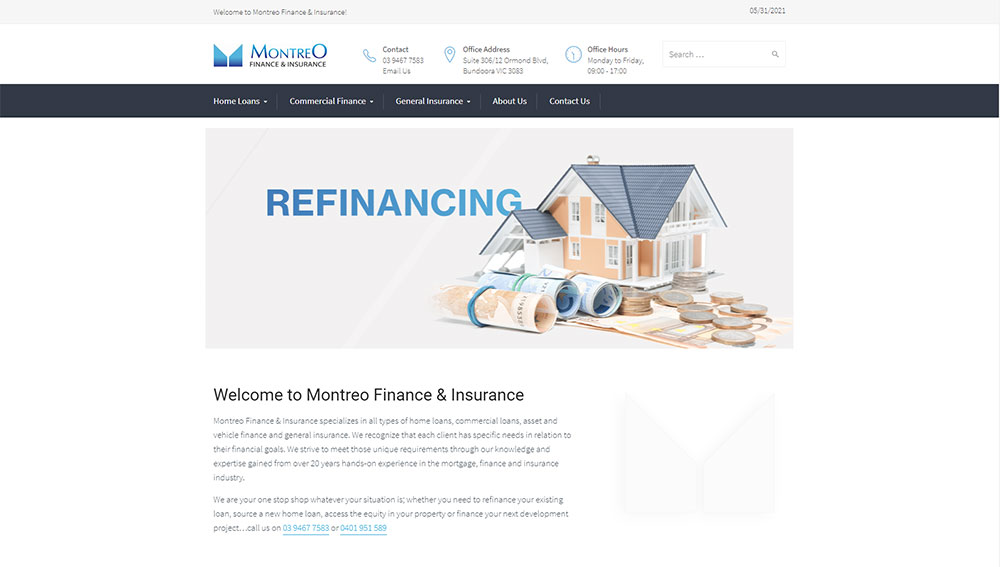 Welcome to Montreo Finance & Insurance!
05/31/2021
MONTREO
FINANCE & INSURANCE
Contact
03 9467 7583
Email Us
Office Address
Suite 306/12 Ormond Blvd,
Bundoora VIC 3083
Office Hours
Monday to Friday,
09:00 - 17:00
Search …
Home Loans
Commercial Finance
General Insurance
About Us
Contact Us
REFINANCING
Welcome to Montreo Finance & Insurance
Montreo Finance & Insurance specializes in all types of home loans, commercial loans, asset and
vehicle finance and general insurance. We recognize that each client has specific needs in relation to
their financial goals. We strive to meet those unique requirements through our knowledge and
expertise gained from over 20 years hands-on experience in the mortgage, finance and insurance
industry.
We are your one stop shop whatever your situation is; whether you need to refinance your existing
loan, source a new home loan, access the equity in your property or finance your next development
project…call us on 03 9467 7583 or 0401 951 589